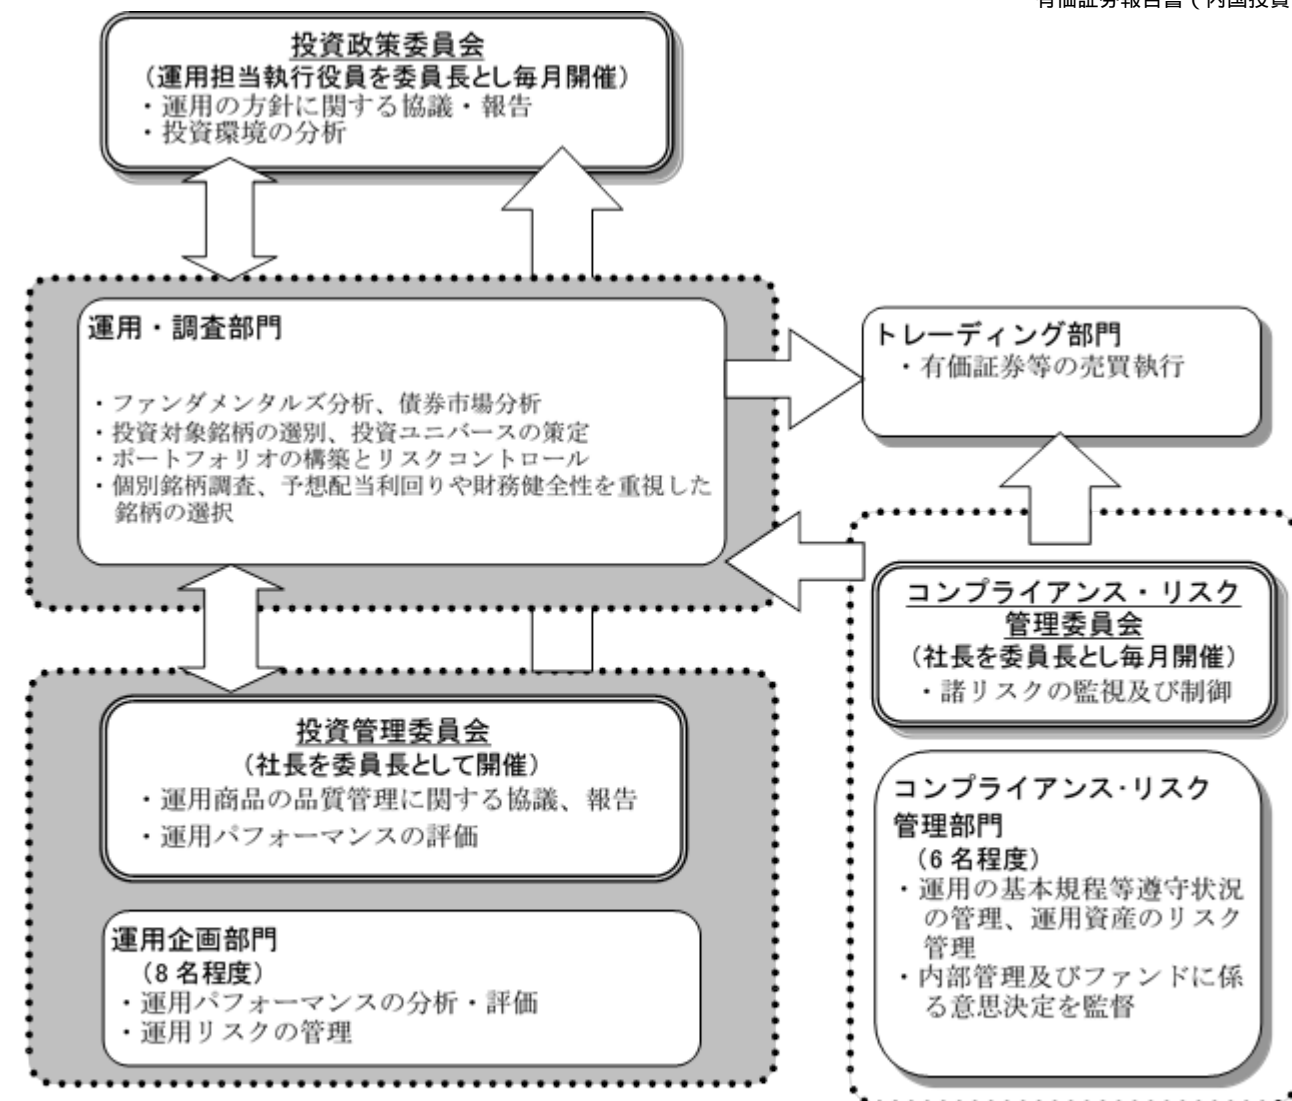 有価証券報告書（内国投資
投資政策委員会
（運用担当執行役員を委員長とし毎月開催）
・運用の方針に関する協議・報告
・投資環境の分析
運用・調査部門
・ファンダメンタルズ分析、債券市場分析
・投資対象銘柄の選別、投資ユニバースの策定
・ポートフォリオの構築とリスクコントロール
・個別銘柄調査、予想配当利回りや財務健全性を重視した
銘柄の選択
トレーディング部門
・有価証券等の売買執行
コンプライアンス・リスク
管理委員会
（社長を委員長とし毎月開催）
・諸リスクの監視及び制御
コンプライアンス・リスク
管理部門
（6名程度）
・運用の基本規程等遵守状況
の管理、運用資産のリスク
管理
・内部管理及びファンドに係
る意思決定を監督
投資管理委員会
（社長を委員長として開催）
・運用商品の品質管理に関する協議、報告
・運用パフォーマンスの評価
運用企画部門
（8名程度）
・運用パフォーマンスの分析・評価
・運用リスクの管理